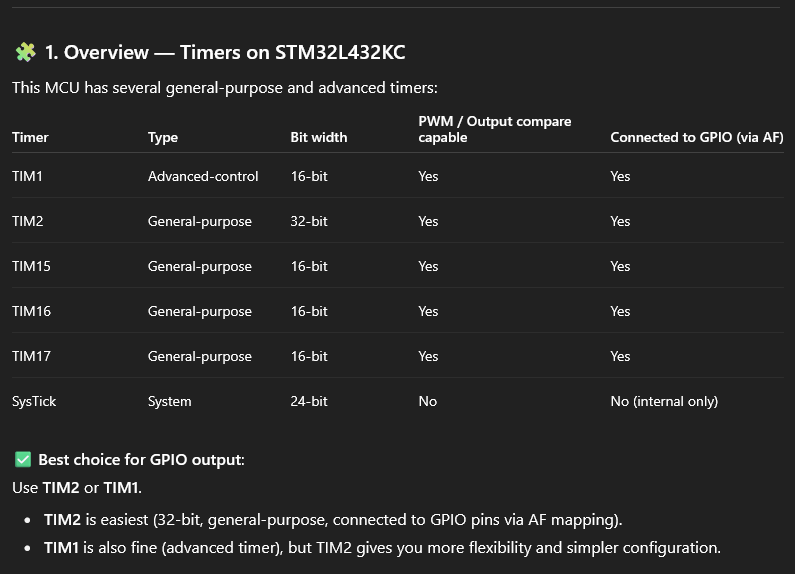 🧩 1. Overview — Timers on STM32L432KC
This MCU has several general-purpose and advanced timers:
Timer Type Bit width PWM / Output compare capable Connected to GPIO (via AF)
TIM1 Advanced-control 16-bit Yes Yes
TIM2 General-purpose 32-bit Yes Yes
TIM15 General-purpose 16-bit Yes Yes
TIM16 General-purpose 16-bit Yes Yes
TIM17 General-purpose 16-bit Yes Yes
SysTick System 24-bit No No (internal only)
✅ Best choice for GPIO output:
Use TIM2 or TIM1.
• TIM2 is easiest (32-bit, general-purpose, connected to GPIO pins via AF mapping).
• TIM1 is also fine (advanced timer), but TIM2 gives you more flexibility and simpler configuration.